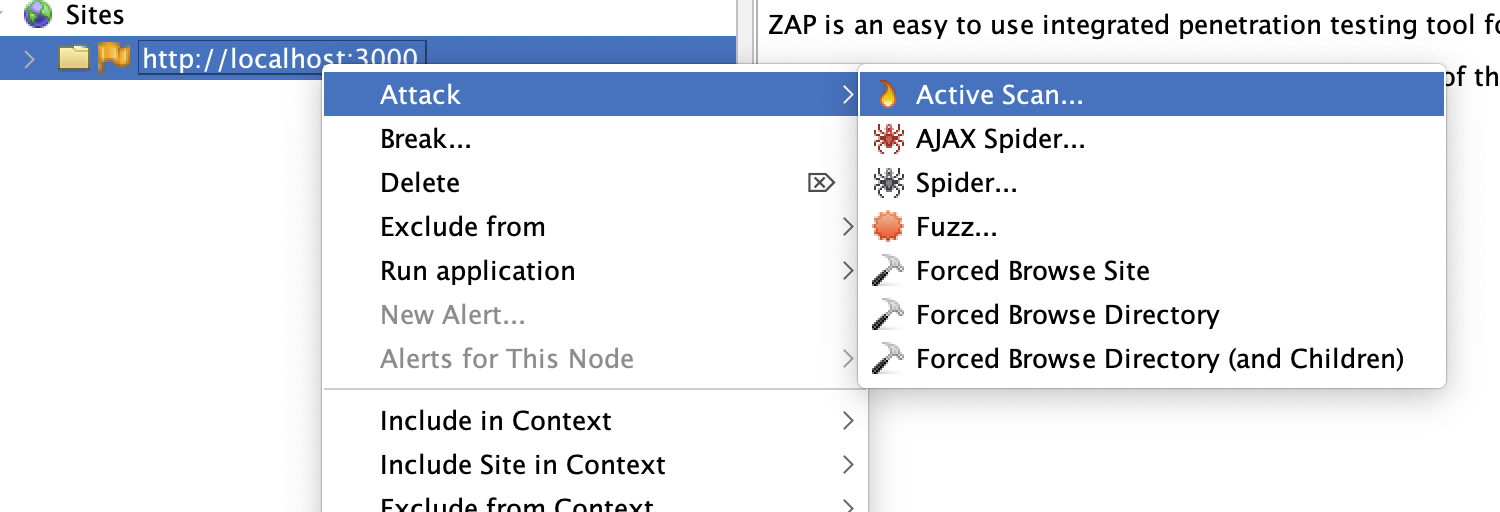 Sites
ZAP is an easy to use integrated penetration testing tool
http://localhost:3000
of
Attack
Active Scan...
Break...
AJAX Spider...
Delete
Spider...
Exclude from
Fuzz...
Run application
Forced Browse Site
New Alert...
Forced Browse Directory
Alerts for This Node
Forced Browse Directory (and Children)
Include in Context
Include Site in Context
Exclude from Context